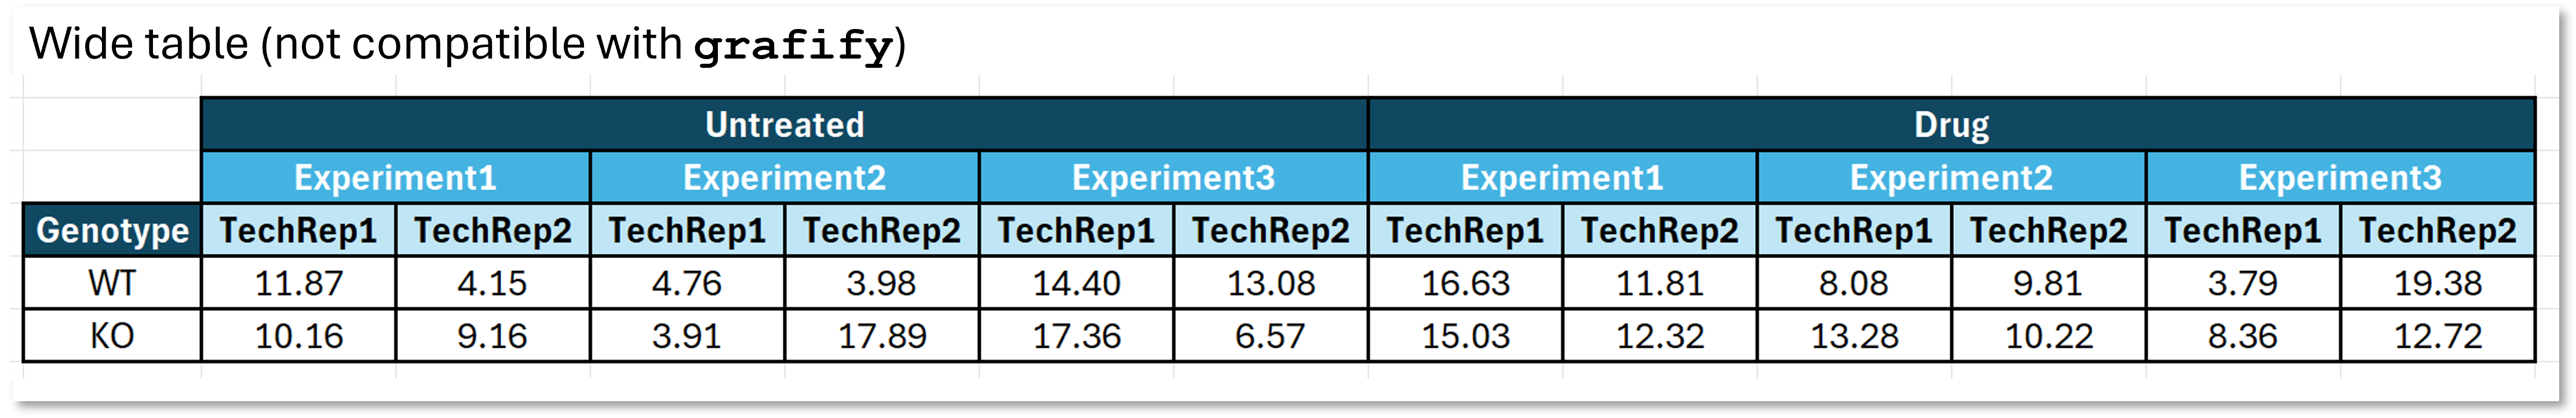 Wide table (not compatible with grafify)
Untreated Drug
Experiment1 Experiment2 Experiment3 Experiment1 Experiment2 Experiment3
Genotype TechRep1 TechRep2 TechRep1 TechRep2 TechRep1 TechRep2 TechRep1 TechRep2 TechRep1 TechRep2 TechRep1 TechRep2
WT 11.87 4.15 4.76 3.98 14.40 13.08 16.63 11.81 8.08 9.81 3.79 19.38
KO 10.16 9.16 3.91 17.89 17.36 6.57 15.03 12.32 13.28 10.22 8.36 12.72